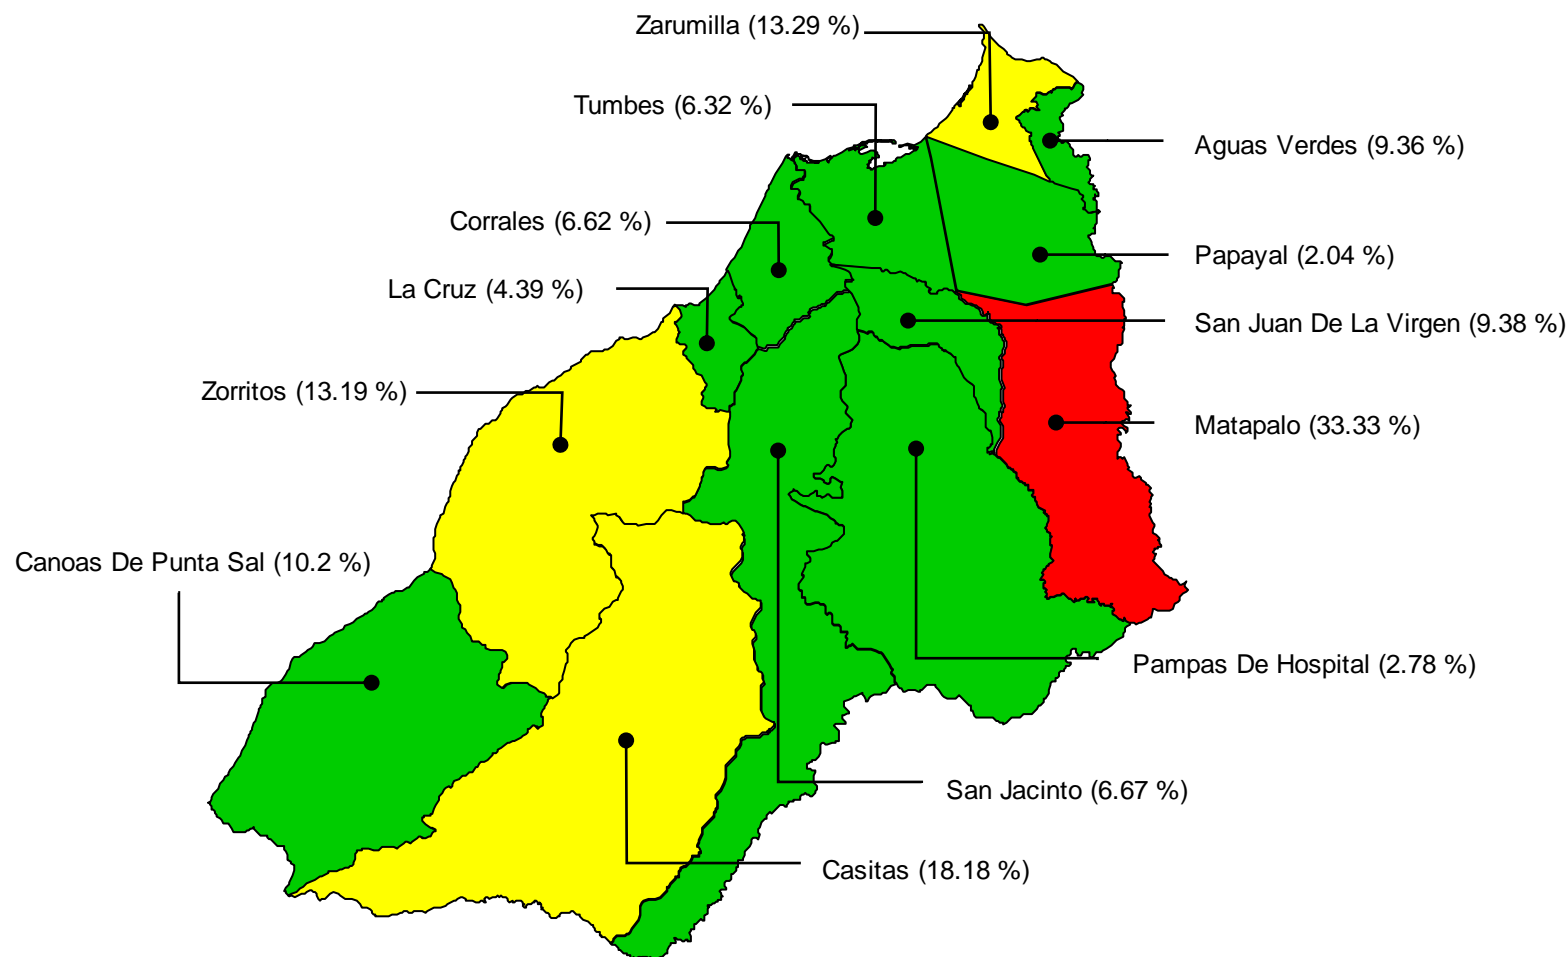 Zarumilla (13.29 %)
Tumbes (6.32 %)
Aguas Verdes (9.36 %)
Corrales (6.62 %)
Papayal (2.04 %)
La Cruz (4.39 %)
San Juan De La Virgen (9.38 %)
Zorritos (13.19 %)
Matapalo (33.33 %)
Canoas De Punta Sal (10.2 %)
Pampas De Hospital (2.78 %)
San Jacinto (6.67 %)
Casitas (18.18 %)